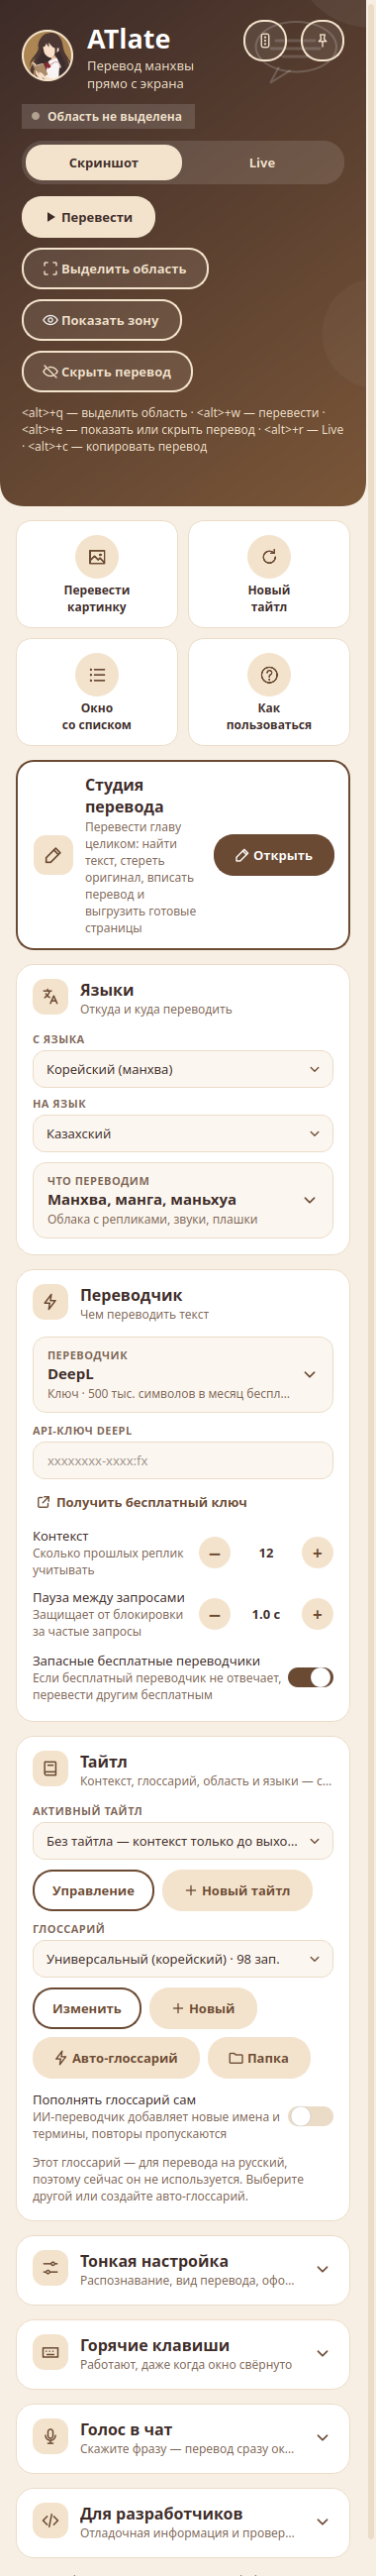 ATlate
Перевод манхвы
прямо с экрана
Область не выделена
Скриншот
Live
Перевести
Выделить область
Показать зону
Скрыть перевод
<alt>+q — выделить область · <alt>+w — перевести ·
<alt>+e — показать или скрыть перевод · <alt>+r — Live
· <alt>+c — копировать перевод
Перевести
картинку
Новый
тайтл
Окно
со списком
Как
пользоваться
Студия
перевода
Перевести главу
целиком: найти
текст, стереть
оригинал, вписать
перевод и
выгрузить готовые
страницы
Открыть
Языки
Откуда и куда переводить
С ЯЗЫКА
Корейский (манхва)
НА ЯЗЫК
Казахский
ЧТО ПЕРЕВОДИМ
Манхва, манга, маньхуа
Облака с репликами, звуки, плашки
Переводчик
Чем переводить текст
ПЕРЕВОДЧИК
DeepL
Ключ · 500 тыс. символов в месяц беспл...
API-КЛЮЧ DEEPL
xxxxxxxx-xxxx:fx
Получить бесплатный ключ
Контекст
Сколько прошлых реплик
учитывать
– 12 +
Пауза между запросами
Защищает от блокировки
за частые запросы
– 1.0 с +
Запасные бесплатные переводчики
Если бесплатный переводчик не отвечает,
перевести другим бесплатным
Тайтл
Контекст, глоссарий, область и языки — с...
АКТИВНЫЙ ТАЙТЛ
Без тайтла — контекст только до выхо...
Управление
+ Новый тайтл
ГЛОССАРИЙ
Универсальный (корейский) · 98 зап.
Изменить
+ Новый
Авто-глоссарий
Папка
Пополнять глоссарий сам
ИИ-переводчик добавляет новые имена и
термины, повторы пропускаются
Этот глоссарий — для перевода на русский,
поэтому сейчас он не используется. Выберите
другой или создайте авто-глоссарий.
Тонкая настройка
Распознавание, вид перевода, офо...
Горячие клавиши
Работают, даже когда окно свёрнуто
Голос в чат
Скажите фразу — перевод сразу ок...
Для разработчиков
Отладочная информация и провер...